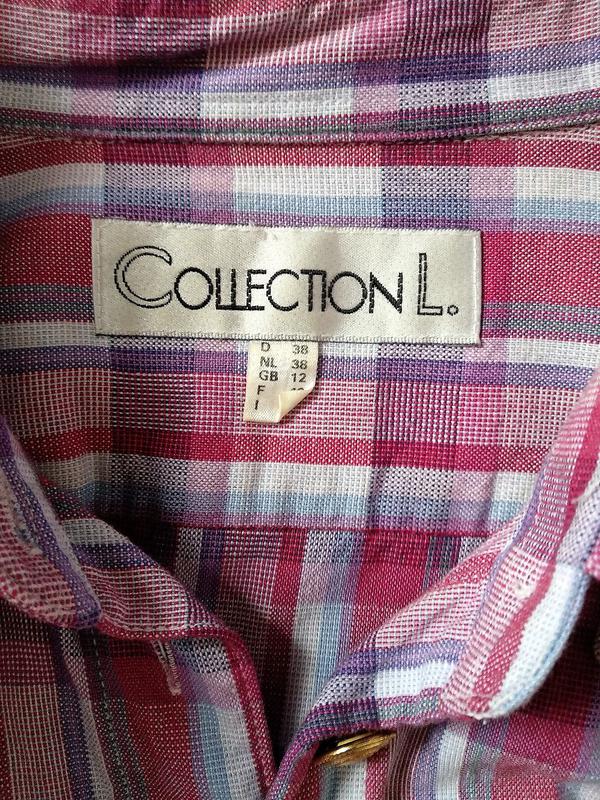 COLLECTION L.
D 38
NL 38
GB 12
F
I